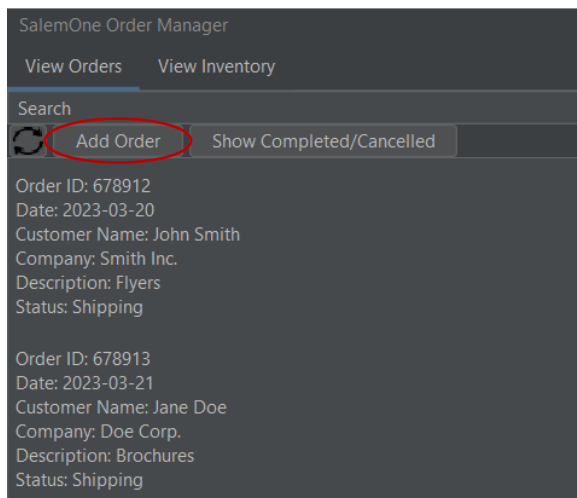 SalemOne Order Manager
View Orders View Inventory
Search
Add Order Show Completed/Cancelled
Order ID: 678912
Date: 2023-03-20
Customer Name: John Smith
Company: Smith Inc.
Description: Flyers
Status: Shipping
Order ID: 678913
Date: 2023-03-21
Customer Name: Jane Doe
Company: Doe Corp.
Description: Brochures
Status: Shipping